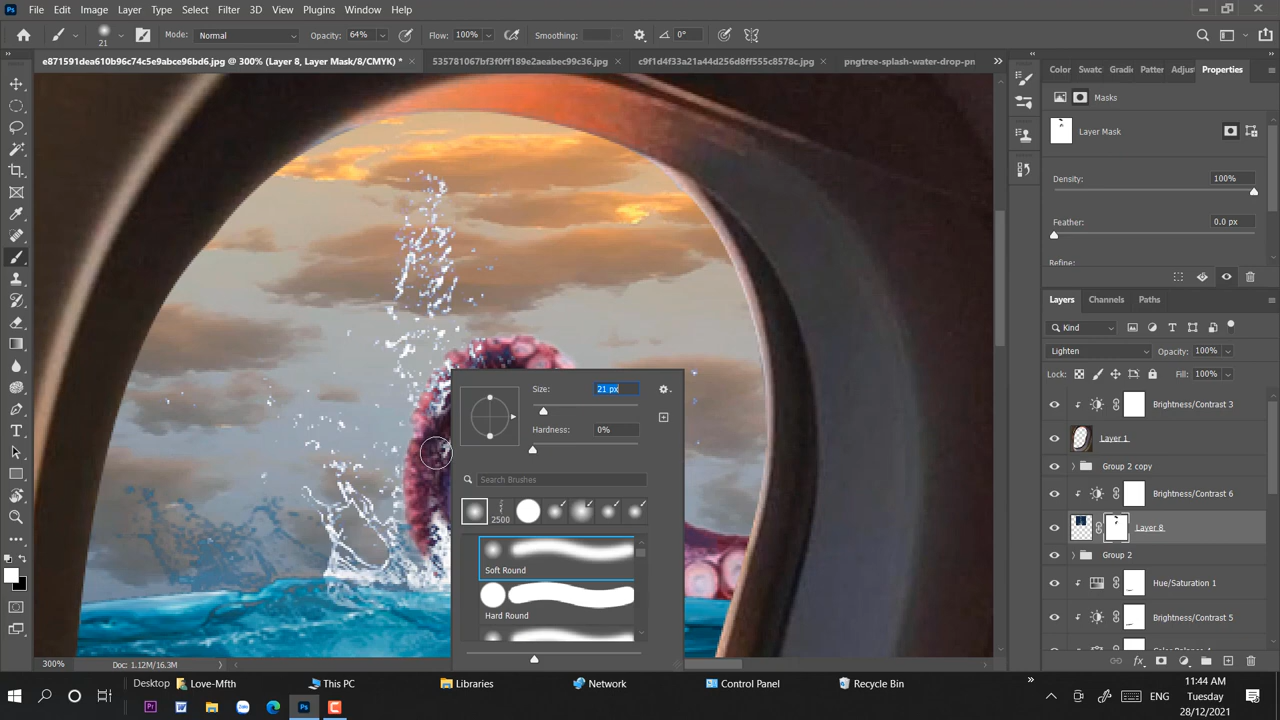 Ps File Edit Image Layer Type Select Filter 3D View Plugins Window Help
21 Mode: Normal Opacity: 64% Flow: 100% Smoothing: 0°
e871591dea610b96c74c5e9abce96bd6.jpg @ 300% (Layer 8, Layer Mask/8/CMYK) * × 535781067bf3f0ff189e2aeabec99c36.jpg × c9f1d4f33a21a44d256d8ff555c8578c.jpg × pngtree-splash-water-drop-pn
Color Swatc Gradie Patter Adjus Properties
Masks
Layer Mask
Density: 100%
Feather: 0.0 px
Refine:
Layers Channels Paths
Kind
Lighten Opacity: 100%
Lock: Fill: 100%
Brightness/Contrast 3
Layer 1
Group 2 copy
Brightness/Contrast 6
Layer 8
Group 2
Hue/Saturation 1
Brightness/Contrast 5
Size: 21 px
Hardness: 0%
Search Brushes
2500
Soft Round
Hard Round
300% Doc: 1.12M/16.3M
Desktop Love-Mfth This PC Libraries Network Control Panel Recycle Bin
Pr W Ps
ENG
11:44 AM
Tuesday
28/12/2021